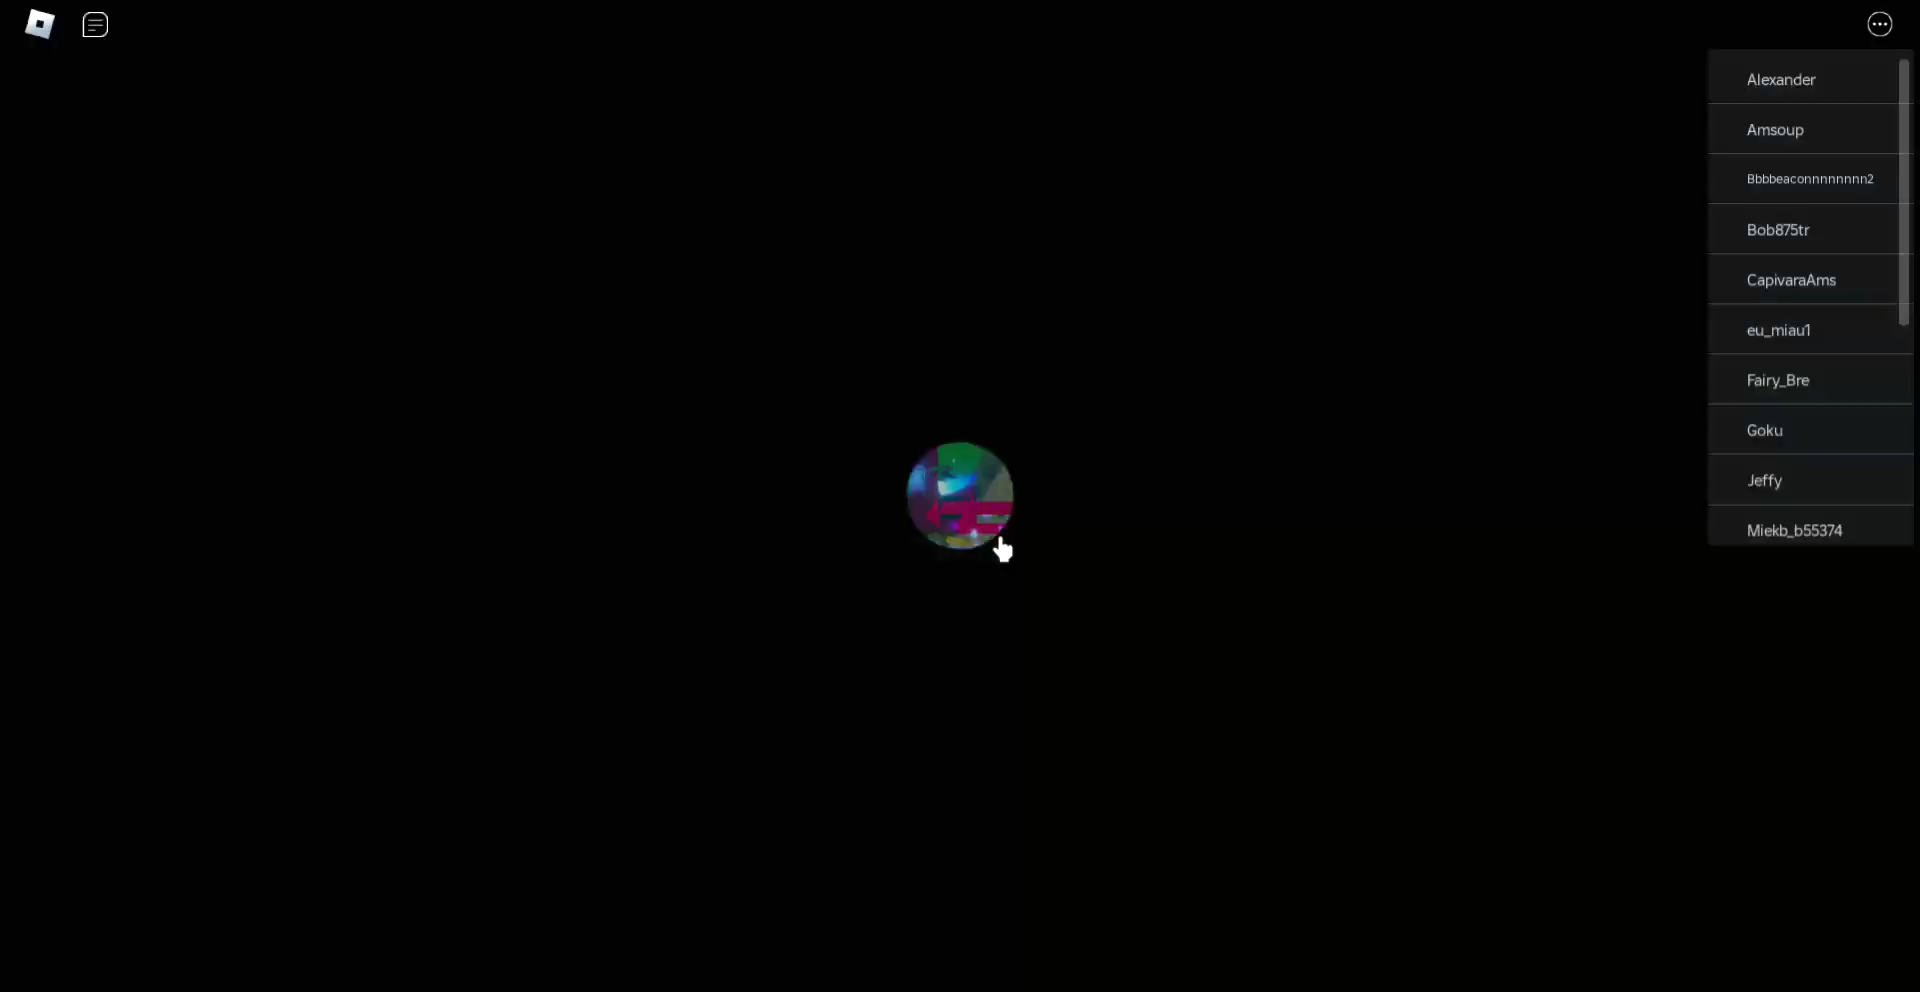 Alexander
Amsoup
Bbbbeaconnnnnnnn2
Bob875tr
CapivaraAms
eu_miau1
Fairy_Bre
Goku
Jeffy
Miekb_b55374